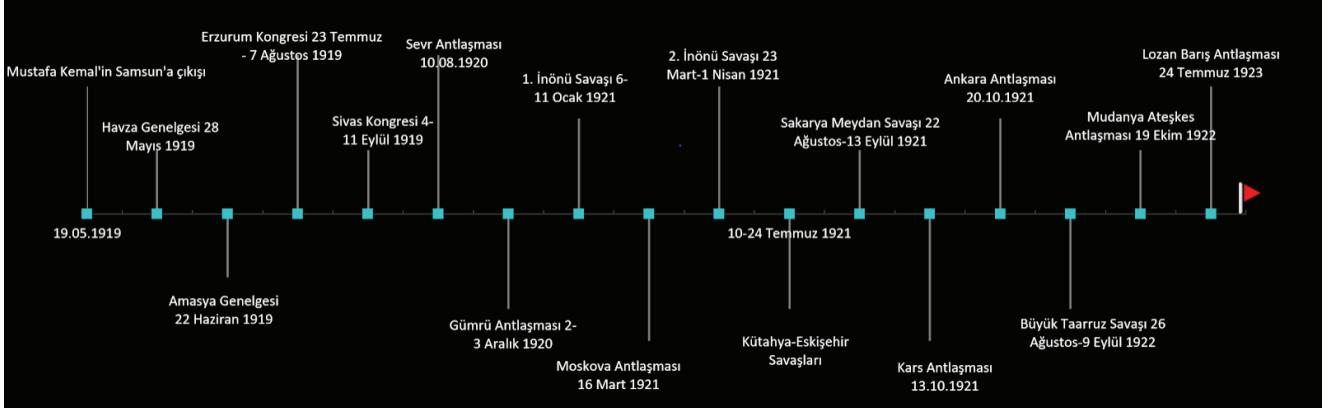 Mustafa Kemal'in Samsun'a çıkışı
19.05.1919
Havza Genelgesi 28
Mayıs 1919
Amasya Genelgesi
22 Haziran 1919
Erzurum Kongresi 23 Temmuz
- 7 Ağustos 1919
Sivas Kongresi 4-
11 Eylül 1919
Sevr Antlaşması
10.08.1920
Gümrü Antlaşması 2-
3 Aralık 1920
1. İnönü Savaşı 6-
11 Ocak 1921
Moskova Antlaşması
16 Mart 1921
2. İnönü Savaşı 23
Mart-1 Nisan 1921
10-24 Temmuz 1921
Kütahya-Eskişehir
Savaşları
Sakarya Meydan Savaşı 22
Ağustos-13 Eylül 1921
Kars Antlaşması
13.10.1921
Ankara Antlaşması
20.10.1921
Büyük Taarruz Savaşı 26
Ağustos-9 Eylül 1922
Mudanya Ateşkes
Antlaşması 19 Ekim 1922
Lozan Barış Antlaşması
24 Temmuz 1923